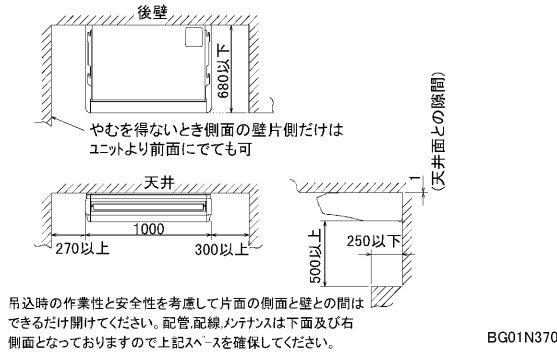 後壁
680以下
やむを得ないとき側面の壁片側だけは
ユニットより前面にでても可
天井
1000
270以上
300以上
1
(天井面との隙間)
500以上
250以下
吊込時の作業性と安全性を考慮して片面の側面と壁との間は
できるだけ開けてください。配管,配線,メンテナンスは下面及び右
側面となっておりますので上記スペースを確保してください。
BG01N370